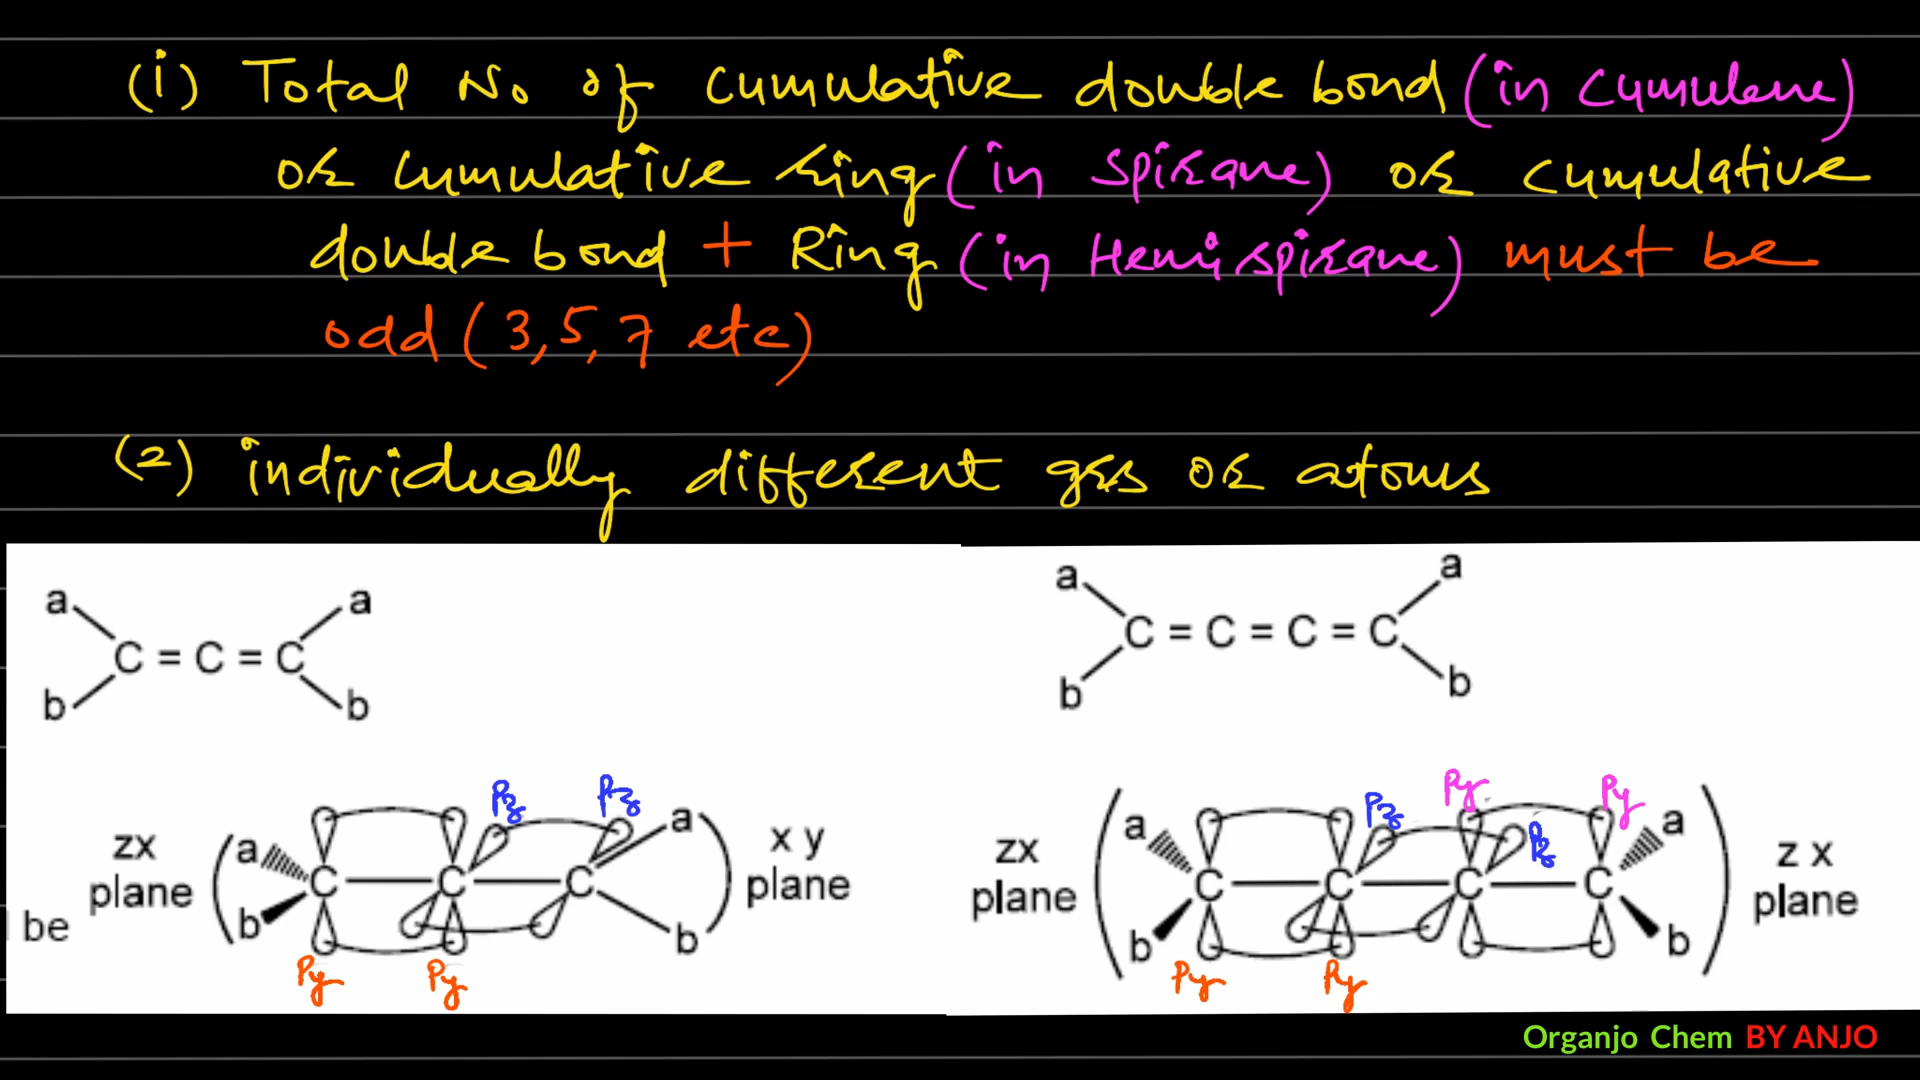 (i) Total No of cumulative double bond (in Cumulene)
or cumulative ring (in spirane) or cumulative
double bond + Ring (in Hemispirane) must be
odd (3,5,7 etc)
(2) individually different grs or atoms
a a
C = C = C
b b
a a
C = C = C = C
b b
Pz Pz
zx plane
a C C C a
b b
x y plane
be
Py Py
Pz Py Py
zx plane
a C C C C a
b Pz b
z x plane
Py Py
Organjo Chem BY ANJO